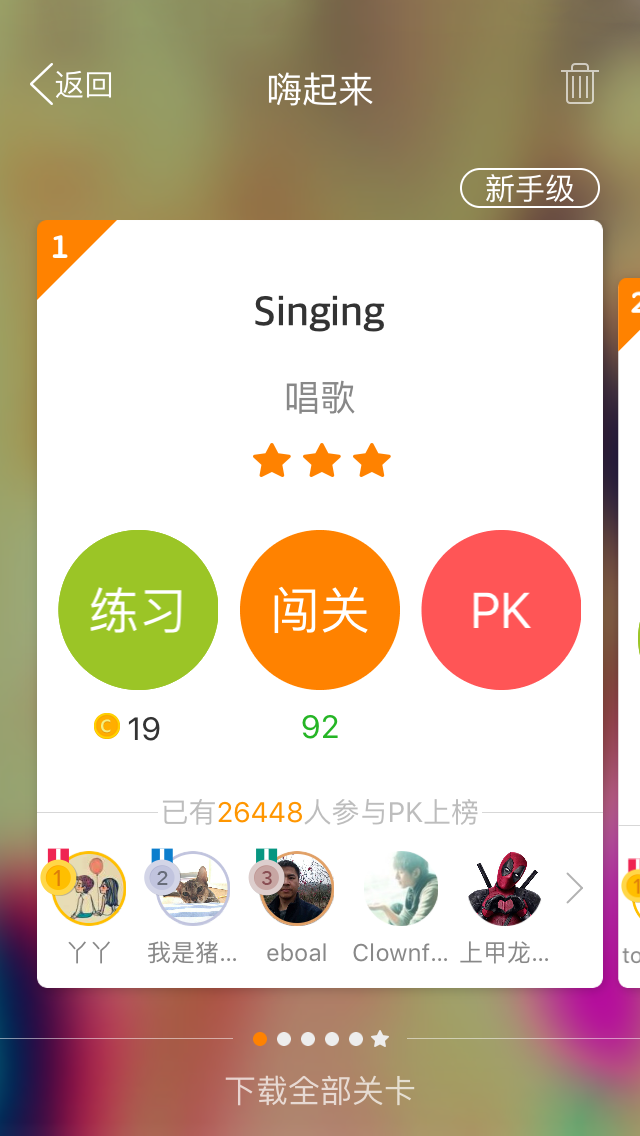 返回
嗨起来
新手级
1
2
Singing
唱歌
练习
闯关
PK
C 19
92
已有26448人参与PK上榜
1
2
3
1
丫丫
我是猪...
eboal
Clownf...
上甲龙...
to
下载全部关卡